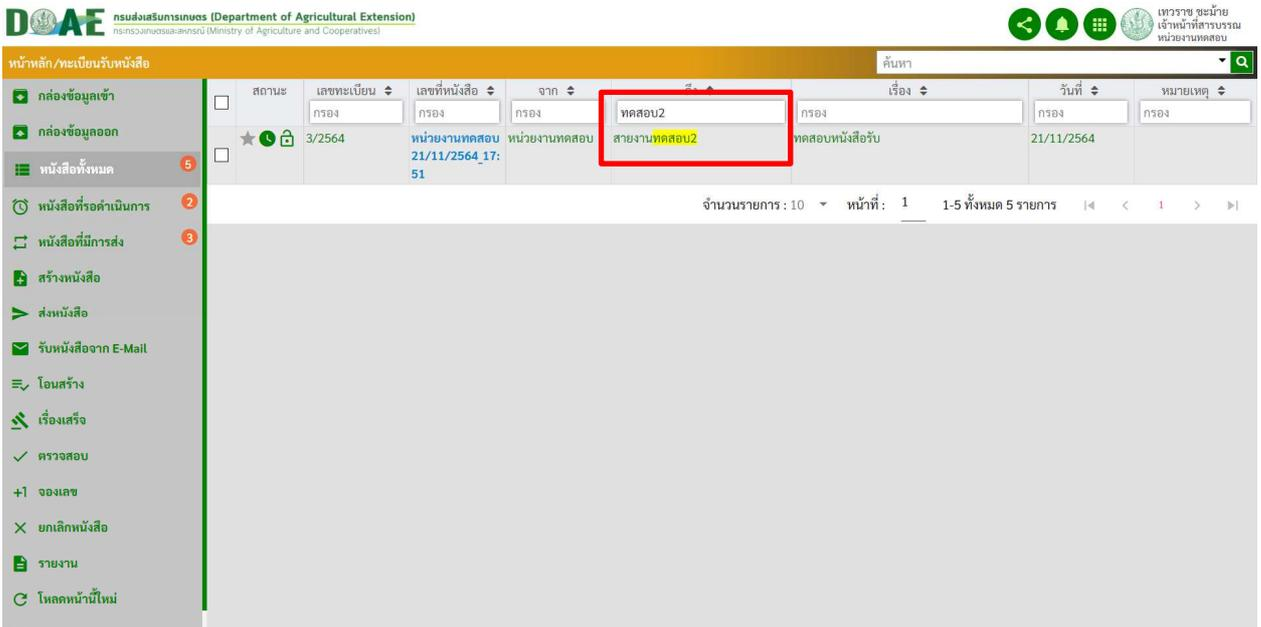 DOAE กรมส่งเสริมการเกษตร (Department of Agricultural Extension)
กระทรวงเกษตรและสหกรณ์ (Ministry of Agriculture and Cooperatives)
เทวราช ชะม้าย
เจ้าหน้าที่สารบรรณ
หน่วยงานทดสอบ
หน้าหลัก/ทะเบียนรับหนังสือ
ค้นหา
กล่องข้อมูลเข้า
กล่องข้อมูลออก
หนังสือทั้งหมด 5
หนังสือที่รอดำเนินการ 2
หนังสือที่มีการส่ง 3
สร้างหนังสือ
ส่งหนังสือ
รับหนังสือจาก E-Mail
โอนสร้าง
เรื่องเสร็จ
ตรวจสอบ
+1 จองเลข
ยกเลิกหนังสือ
รายงาน
โหลดหน้านี้ใหม่
สถานะ เลขทะเบียน เลขที่หนังสือ จาก ถึง เรื่อง วันที่ หมายเหตุ
กรอง กรอง กรอง ทดสอบ2 กรอง กรอง กรอง
3/2564 หน่วยงานทดสอบ หน่วยงานทดสอบ สายงานทดสอบ2 ทดสอบหนังสือรับ 21/11/2564
21/11/2564_17:
51
จำนวนรายการ : 10 หน้าที่ : 1 1-5 ทั้งหมด 5 รายการ |< < 1 > >|